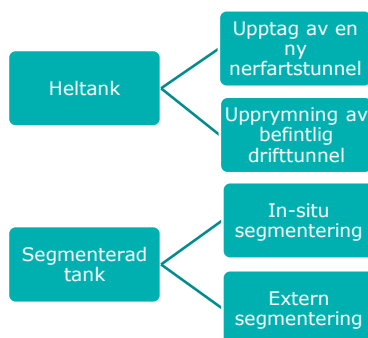 Heltank
Upptag av en
ny
nerfartstunnel
Upprymning av
befintlig
drifttunnel
Segmenterad
tank
In-situ
segmentering
Extern
segmentering